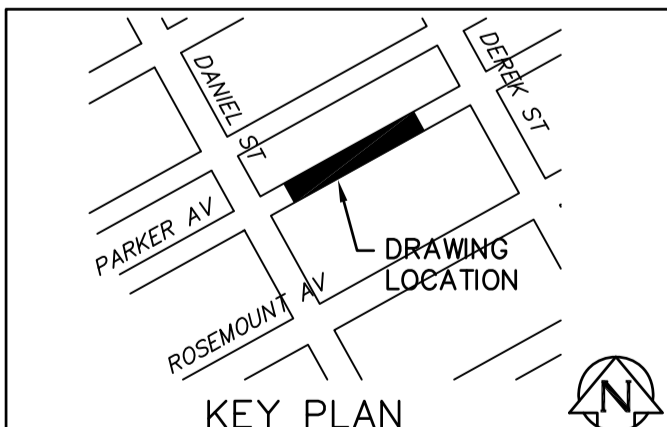 DANIEL ST
DEREK ST
PARKER AV
ROSEMOUNT AV
DRAWING
LOCATION
KEY PLAN
N